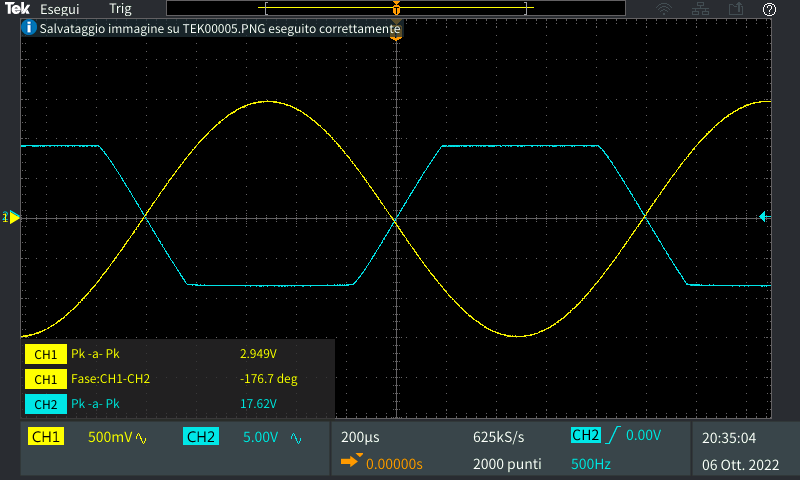 Tek Esegui Trig
Salvataggio immagine su TEK00005.PNG eseguito correttamente
CH1 Pk -a- Pk 2.949V
CH1 Fase:CH1-CH2 -176.7 deg
CH2 Pk -a- Pk 17.62V
CH1 500mV CH2 5.00V 200µs 625kS/s CH2 0.00V 20:35:04
0.00000s 2000 punti 500Hz 06 Ott. 2022